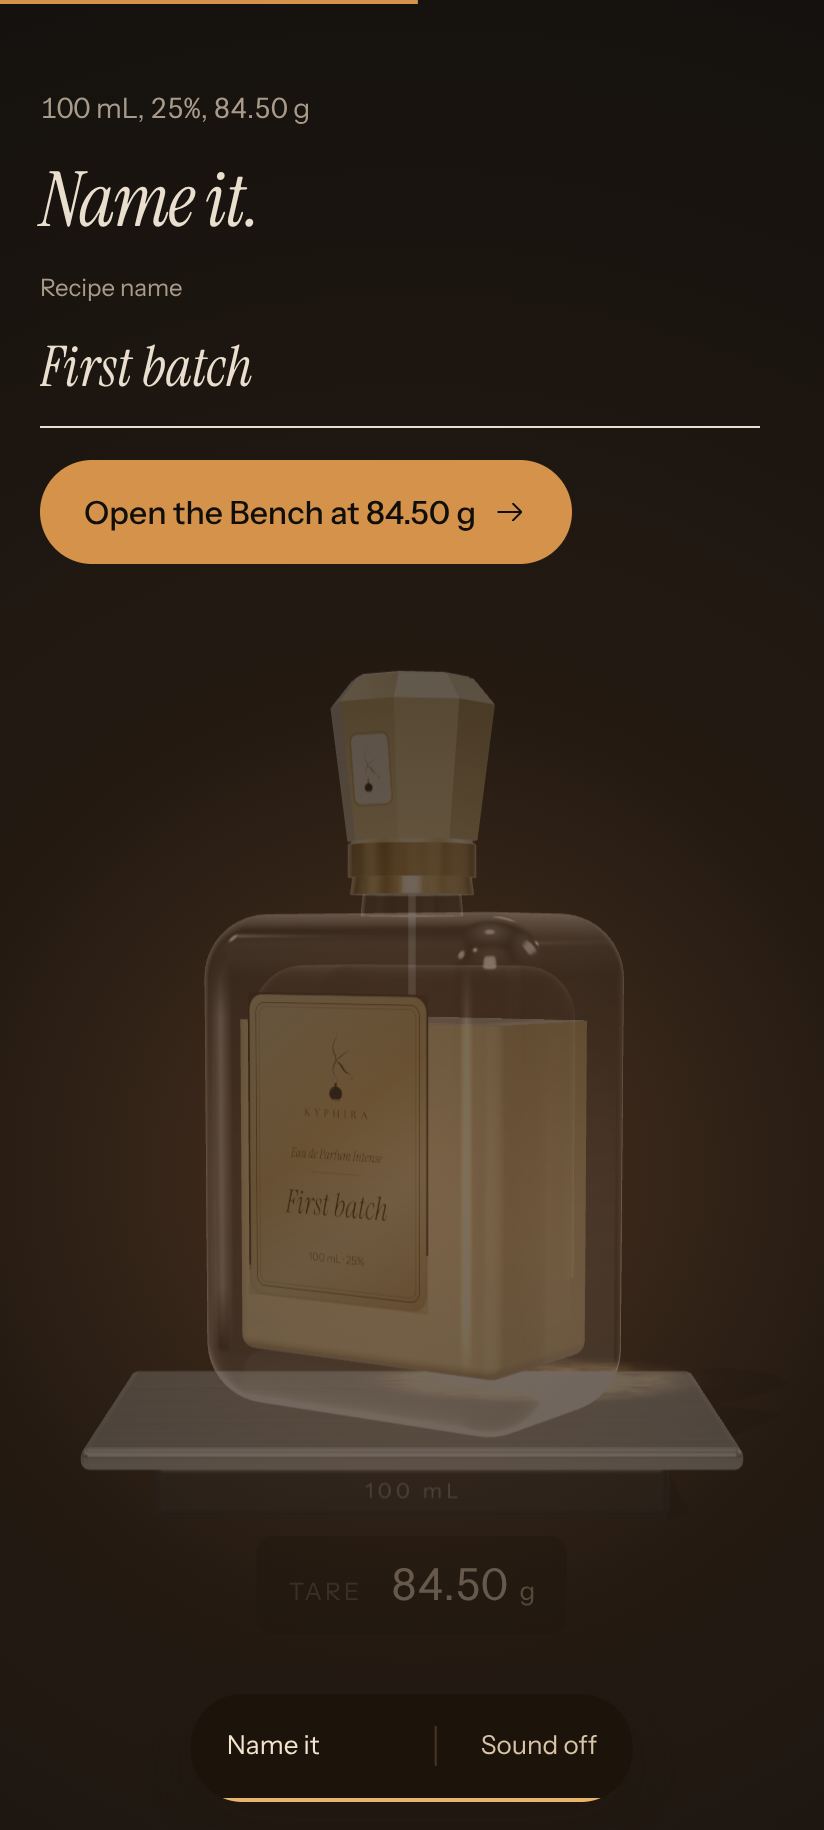 100 mL, 25%, 84.50 g
Name it.
Recipe name
First batch
Open the Bench at 84.50 g →
KYPHIRA
Eau de Parfum Intense
First batch
100 mL · 25%
100 mL
TARE 84.50 g
Name it
Sound off